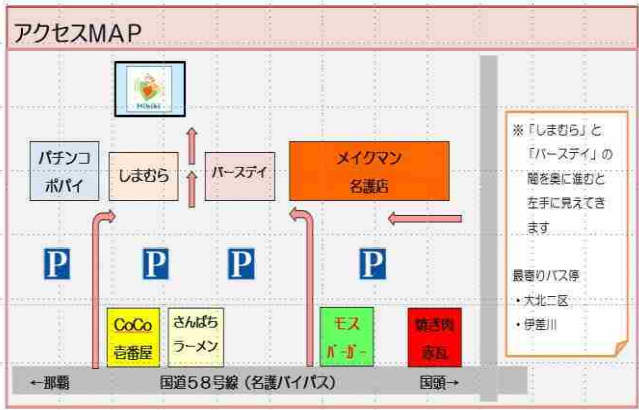 アクセスMAP
Hibiki
パチンコ
ポパイ
しまむら
バースデイ
メイクマン
名護店
P
P
P
P
CoCo
壱番屋
さんぱち
ラーメン
モス
バーガー
焼き肉
赤瓦
←那覇
国道58号線(名護バイパス)
国頭→
※「しまむら」と
「バースデイ」の
間を奥に進むと
左手に見えてき
ます
最寄りバス停
・大北二区
・伊差川